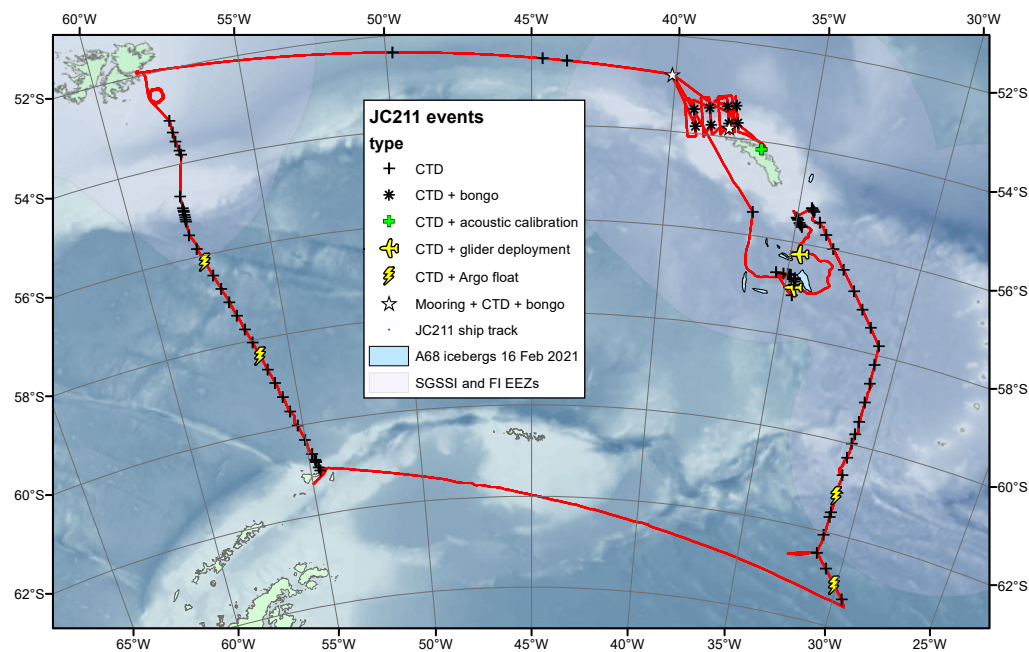 60°W 55°W 50°W 45°W 40°W 35°W 30°W
52°S 52°S
JC211 events
type
CTD
CTD + bongo
54°S 54°S
CTD + acoustic calibration
CTD + glider deployment
CTD + Argo float
56°S 56°S
Mooring + CTD + bongo
JC211 ship track
A68 icebergs 16 Feb 2021
SGSSI and FI EEZs
58°S 58°S
60°S 60°S
62°S 62°S
65°W 60°W 55°W 50°W 45°W 40°W 35°W 30°W 25°W